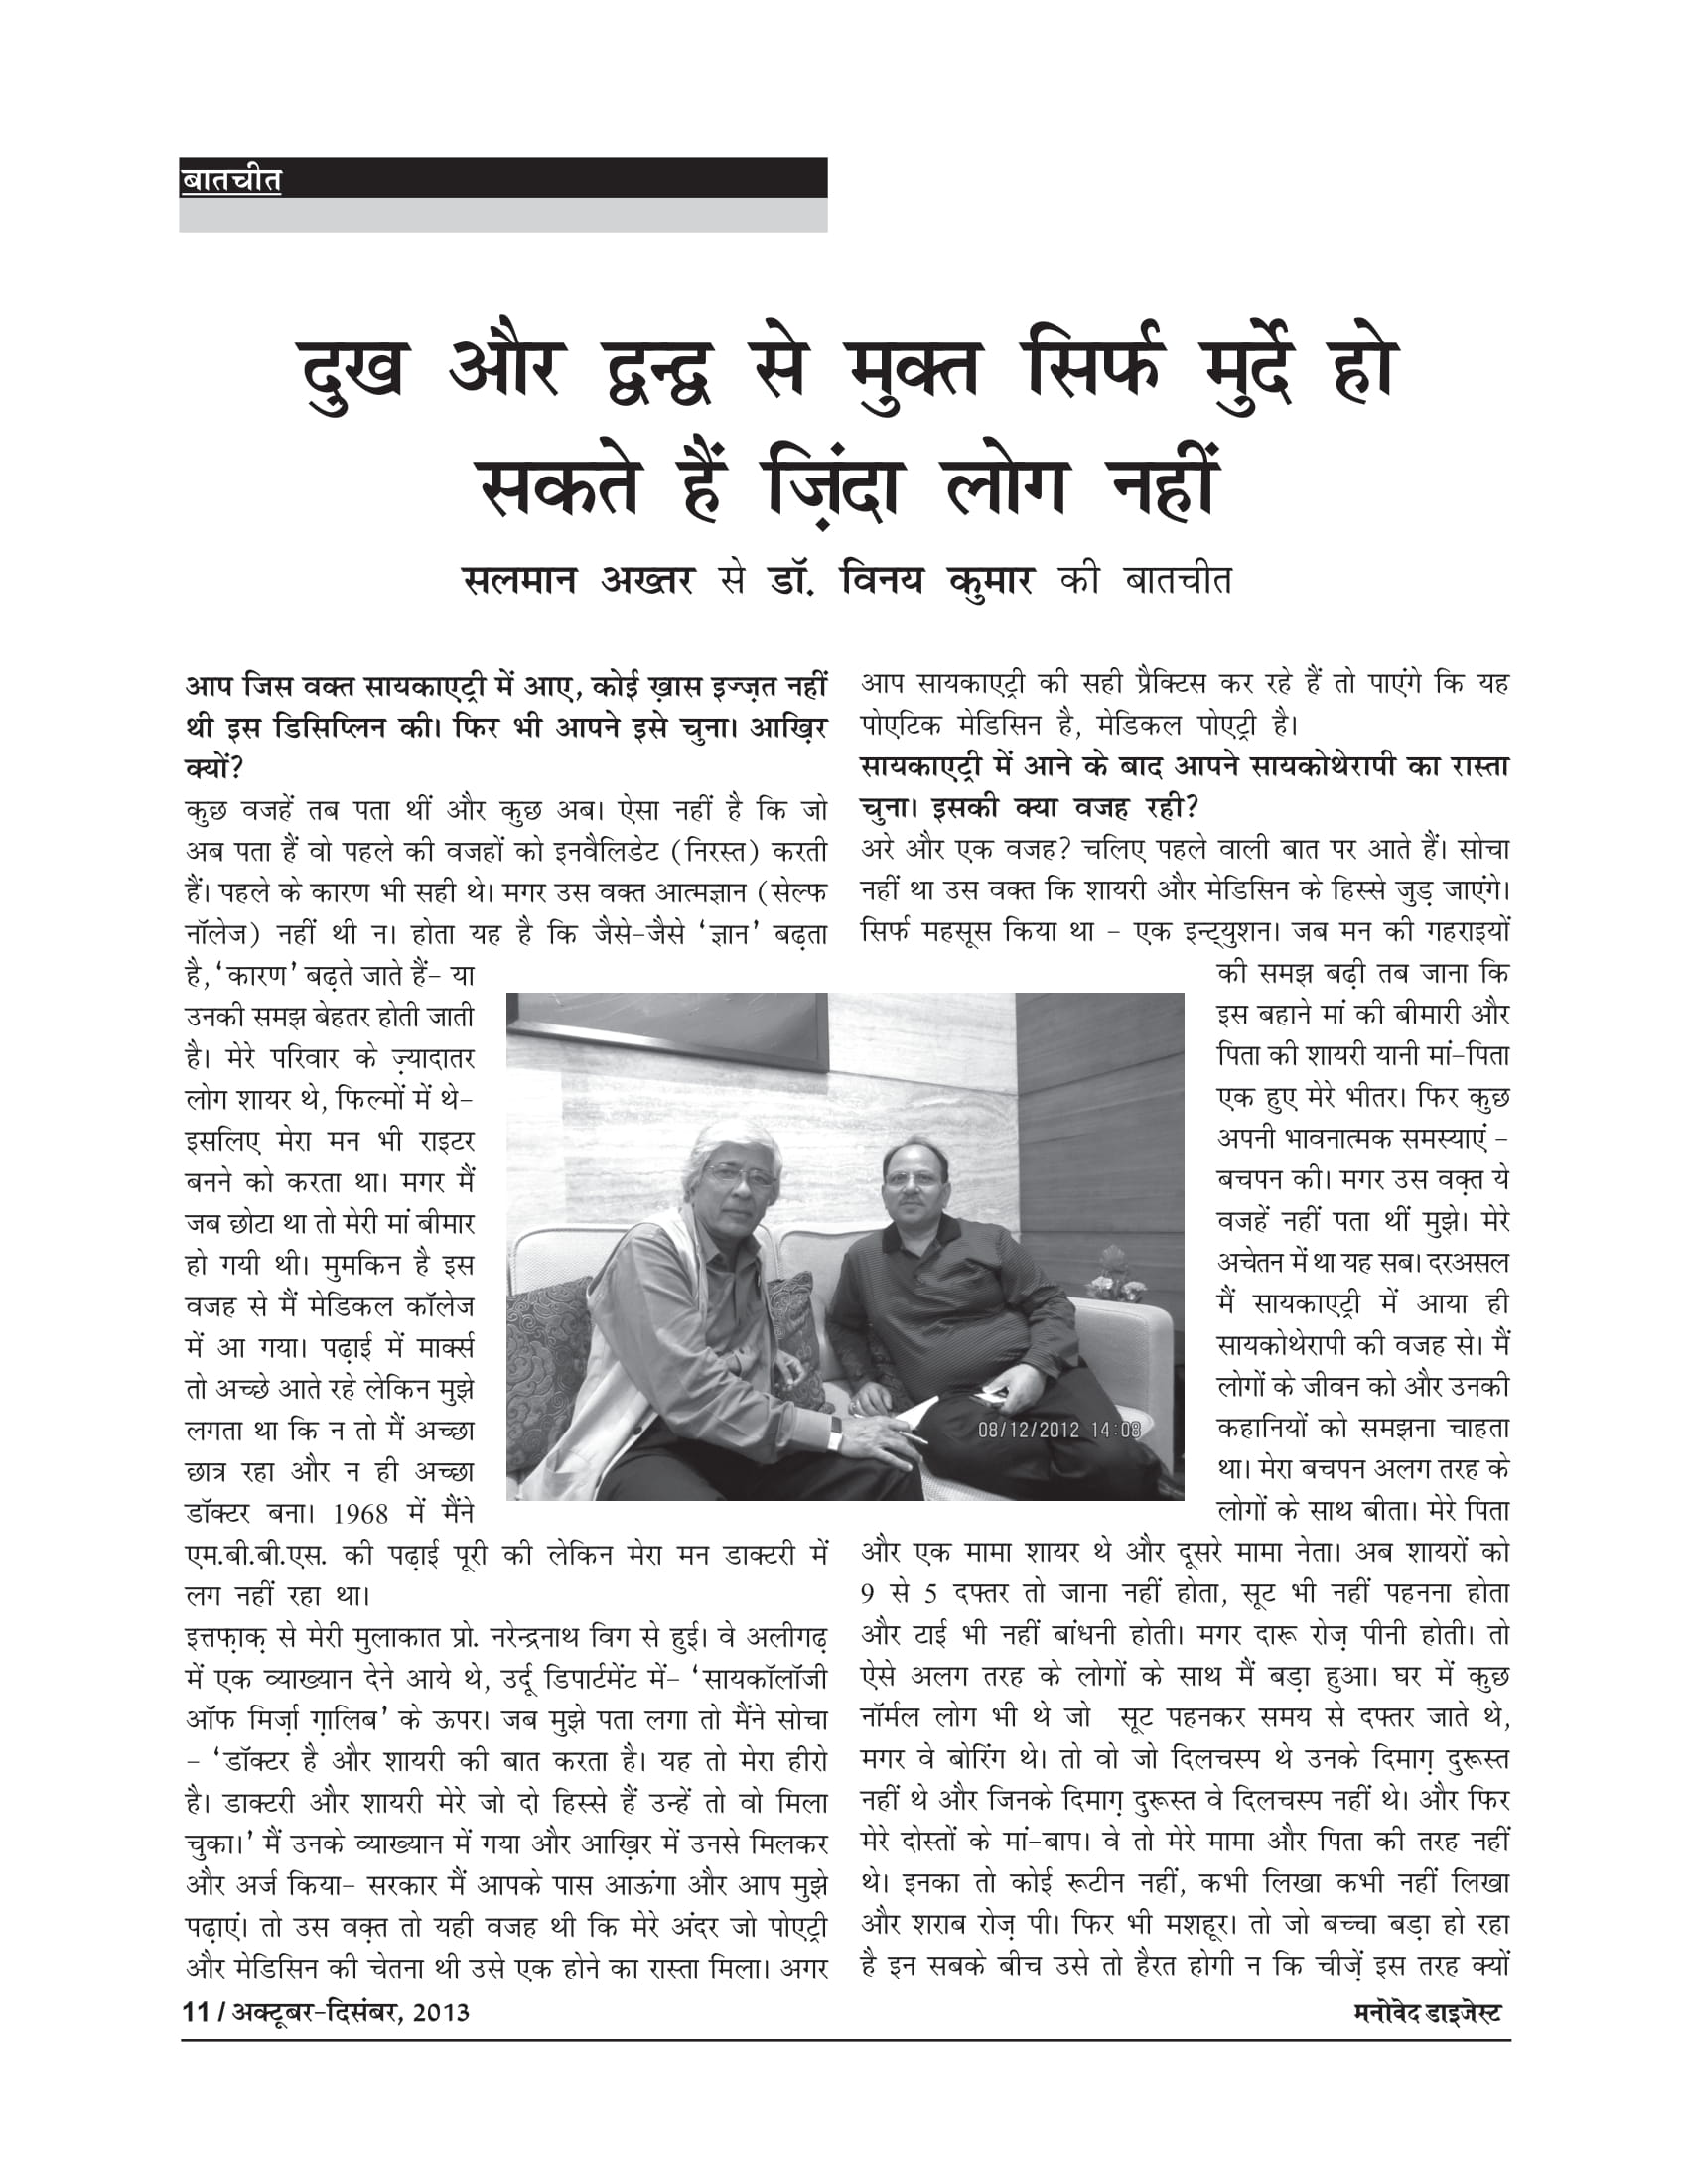 बातचीत
दुख और द्वन्द्व से मुक्त सिर्फ मुर्दे हो
सकते हैं ज़िंदा लोग नहीं
सलमान अख्तर से डॉ. विनय कुमार की बातचीत
आप जिस वक्त सायकाएट्री में आए, कोई ख़ास इज्ज़त नहीं
थी इस डिसिप्लिन की। फिर भी आपने इसे चुना। आख़िर
क्यों?
कुछ वजहें तब पता थीं और कुछ अब। ऐसा नहीं है कि जो
अब पता हैं वो पहले की वजहों को इनवैलिडेट (निरस्त) करती
हैं। पहले के कारण भी सही थे। मगर उस वक्त आत्मज्ञान (सेल्फ
नॉलेज) नहीं थी न। होता यह है कि जैसे-जैसे ‘ज्ञान’ बढ़ता
है, ‘कारण’ बढ़ते जाते हैं- या
उनकी समझ बेहतर होती जाती
है। मेरे परिवार के ज़्यादातर
लोग शायर थे, फिल्मों में थे-
इसलिए मेरा मन भी राइटर
बनने को करता था। मगर मैं
जब छोटा था तो मेरी मां बीमार
हो गयी थी। मुमकिन है इस
वजह से मैं मेडिकल कॉलेज
में आ गया। पढ़ाई में मार्क्स
तो अच्छे आते रहे लेकिन मुझे
लगता था कि न तो मैं अच्छा
छात्र रहा और न ही अच्छा
डॉक्टर बना। 1968 में मैंने
एम.बी.बी.एस. की पढ़ाई पूरी की लेकिन मेरा मन डाक्टरी में
लग नहीं रहा था।
इत्तफ़ाक़ से मेरी मुलाकात प्रो. नरेन्द्रनाथ विग से हुई। वे अलीगढ़
में एक व्याख्यान देने आये थे, उर्दू डिपार्टमेंट में- ‘सायकॉलॉजी
ऑफ मिर्ज़ा ग़ालिब’ के ऊपर। जब मुझे पता लगा तो मैंने सोचा
- ‘डॉक्टर है और शायरी की बात करता है। यह तो मेरा हीरो
है। डाक्टरी और शायरी मेरे जो दो हिस्से हैं उन्हें तो वो मिला
चुका।’ मैं उनके व्याख्यान में गया और आख़िर में उनसे मिलकर
और अर्ज किया- सरकार मैं आपके पास आऊंगा और आप मुझे
पढ़ाएं। तो उस वक़्त तो यही वजह थी कि मेरे अंदर जो पोएट्री
और मेडिसिन की चेतना थी उसे एक होने का रास्ता मिला। अगर
आप सायकाएट्री की सही प्रैक्टिस कर रहे हैं तो पाएंगे कि यह
पोएटिक मेडिसिन है, मेडिकल पोएट्री है।
सायकाएट्री में आने के बाद आपने सायकोथेरापी का रास्ता
चुना। इसकी क्या वजह रही?
अरे और एक वजह? चलिए पहले वाली बात पर आते हैं। सोचा
नहीं था उस वक्त कि शायरी और मेडिसिन के हिस्से जुड़ जाएंगे।
सिर्फ महसूस किया था - एक इन्ट्युशन। जब मन की गहराइयों
की समझ बढ़ी तब जाना कि
इस बहाने मां की बीमारी और
पिता की शायरी यानी मां-पिता
एक हुए मेरे भीतर। फिर कुछ
अपनी भावनात्मक समस्याएं -
बचपन की। मगर उस वक़्त ये
वजहें नहीं पता थीं मुझे। मेरे
अचेतन में था यह सब। दरअसल
मैं सायकाएट्री में आया ही
सायकोथेरापी की वजह से। मैं
लोगों के जीवन को और उनकी
कहानियों को समझना चाहता
था। मेरा बचपन अलग तरह के
लोगों के साथ बीता। मेरे पिता
और एक मामा शायर थे और दूसरे मामा नेता। अब शायरों को
9 से 5 दफ्तर तो जाना नहीं होता, सूट भी नहीं पहनना होता
और टाई भी नहीं बांधनी होती। मगर दारू रोज़ पीनी होती। तो
ऐसे अलग तरह के लोगों के साथ मैं बड़ा हुआ। घर में कुछ
नॉर्मल लोग भी थे जो सूट पहनकर समय से दफ्तर जाते थे,
मगर वे बोरिंग थे। तो वो जो दिलचस्प थे उनके दिमाग़ दुरूस्त
नहीं थे और जिनके दिमाग़ दुरूस्त वे दिलचस्प नहीं थे। और फिर
मेरे दोस्तों के मां-बाप। वे तो मेरे मामा और पिता की तरह नहीं
थे। इनका तो कोई रूटीन नहीं, कभी लिखा कभी नहीं लिखा
और शराब रोज़ पी। फिर भी मशहूर। तो जो बच्चा बड़ा हो रहा
है इन सबके बीच उसे तो हैरत होगी न कि चीज़ें इस तरह क्यों
08/12/2012 14:08
11 / अक्टूबर-दिसंबर, 2013
मनोवेद डाइजेस्ट